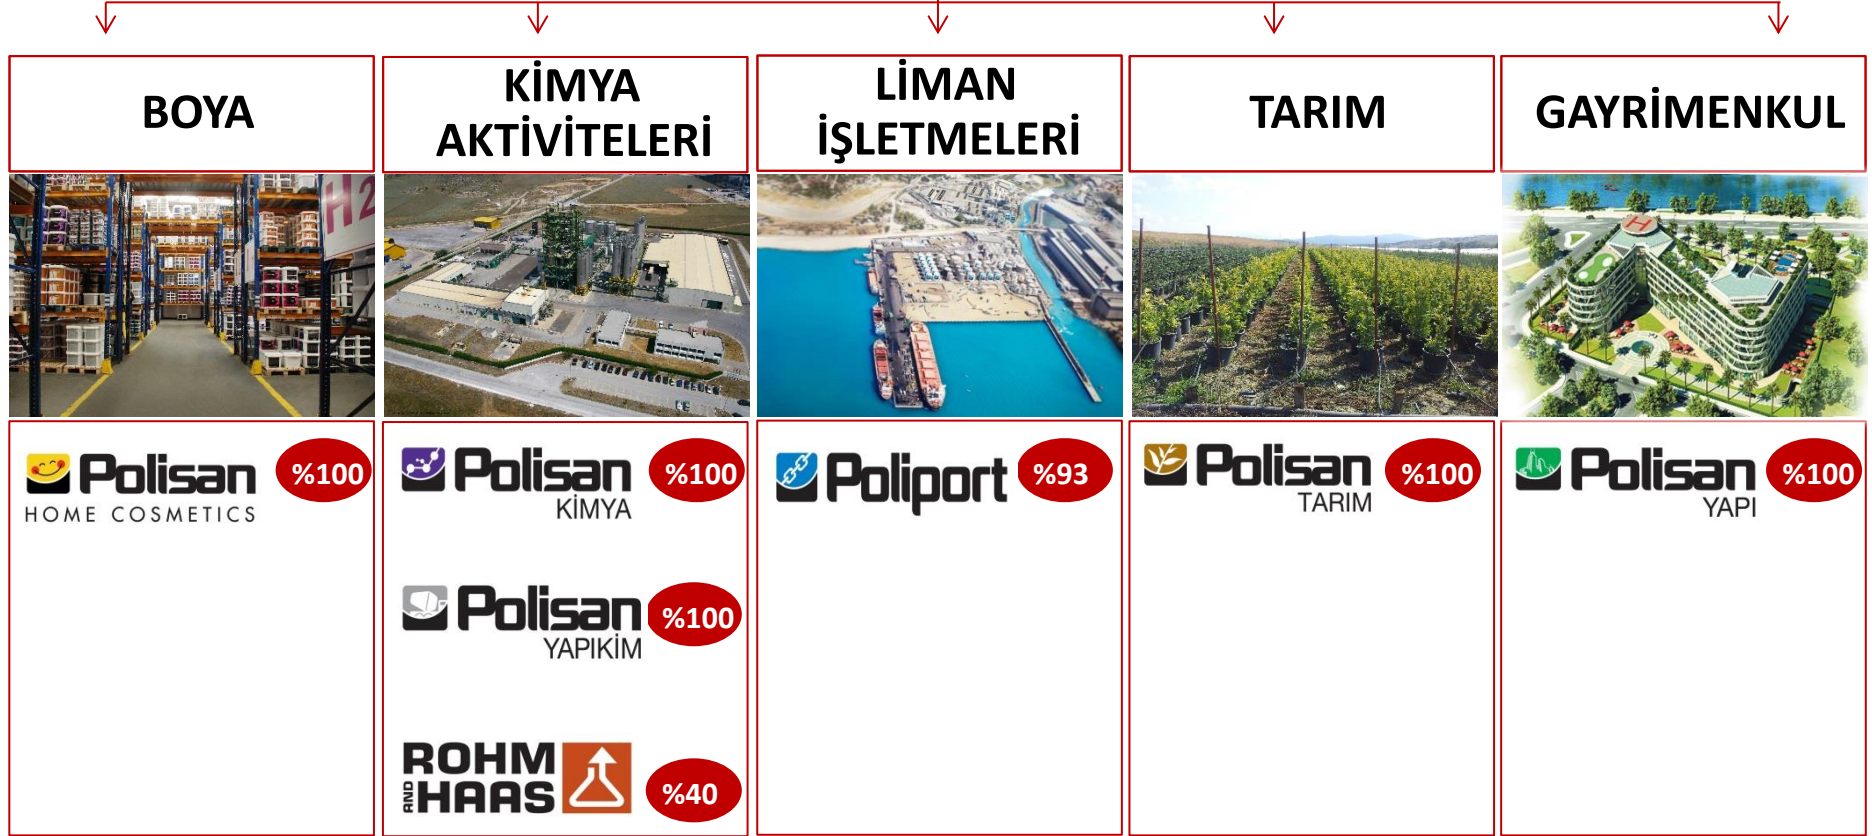 BOYA
KİMYA
AKTİVİTELERİ
LİMAN
İŞLETMELERİ
TARIM
GAYRİMENKUL
H2
H
Polisan
HOME COSMETICS
%100
Polisan
KİMYA
%100
Polisan
YAPIKİM
%100
ROHM
AND HAAS
%40
Poliport
%93
Polisan
TARIM
%100
Polisan
YAPI
%100